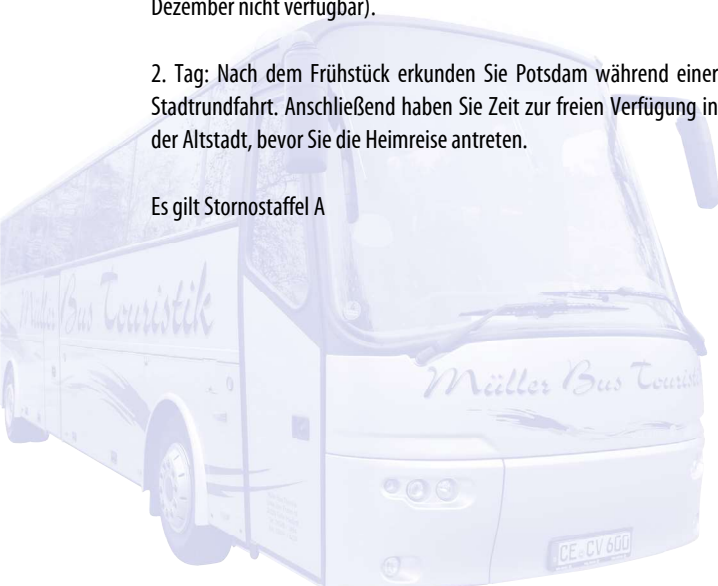 Dezember nicht verfügbar).
2. Tag: Nach dem Frühstück erkunden Sie Potsdam während einer
Stadtrundfahrt. Anschließend haben Sie Zeit zur freien Verfügung in
der Altstadt, bevor Sie die Heimreise antreten.
Es gilt Stornostaffel A
Müller Bus Touristik
Müller Bus Touristi
CE CV 600